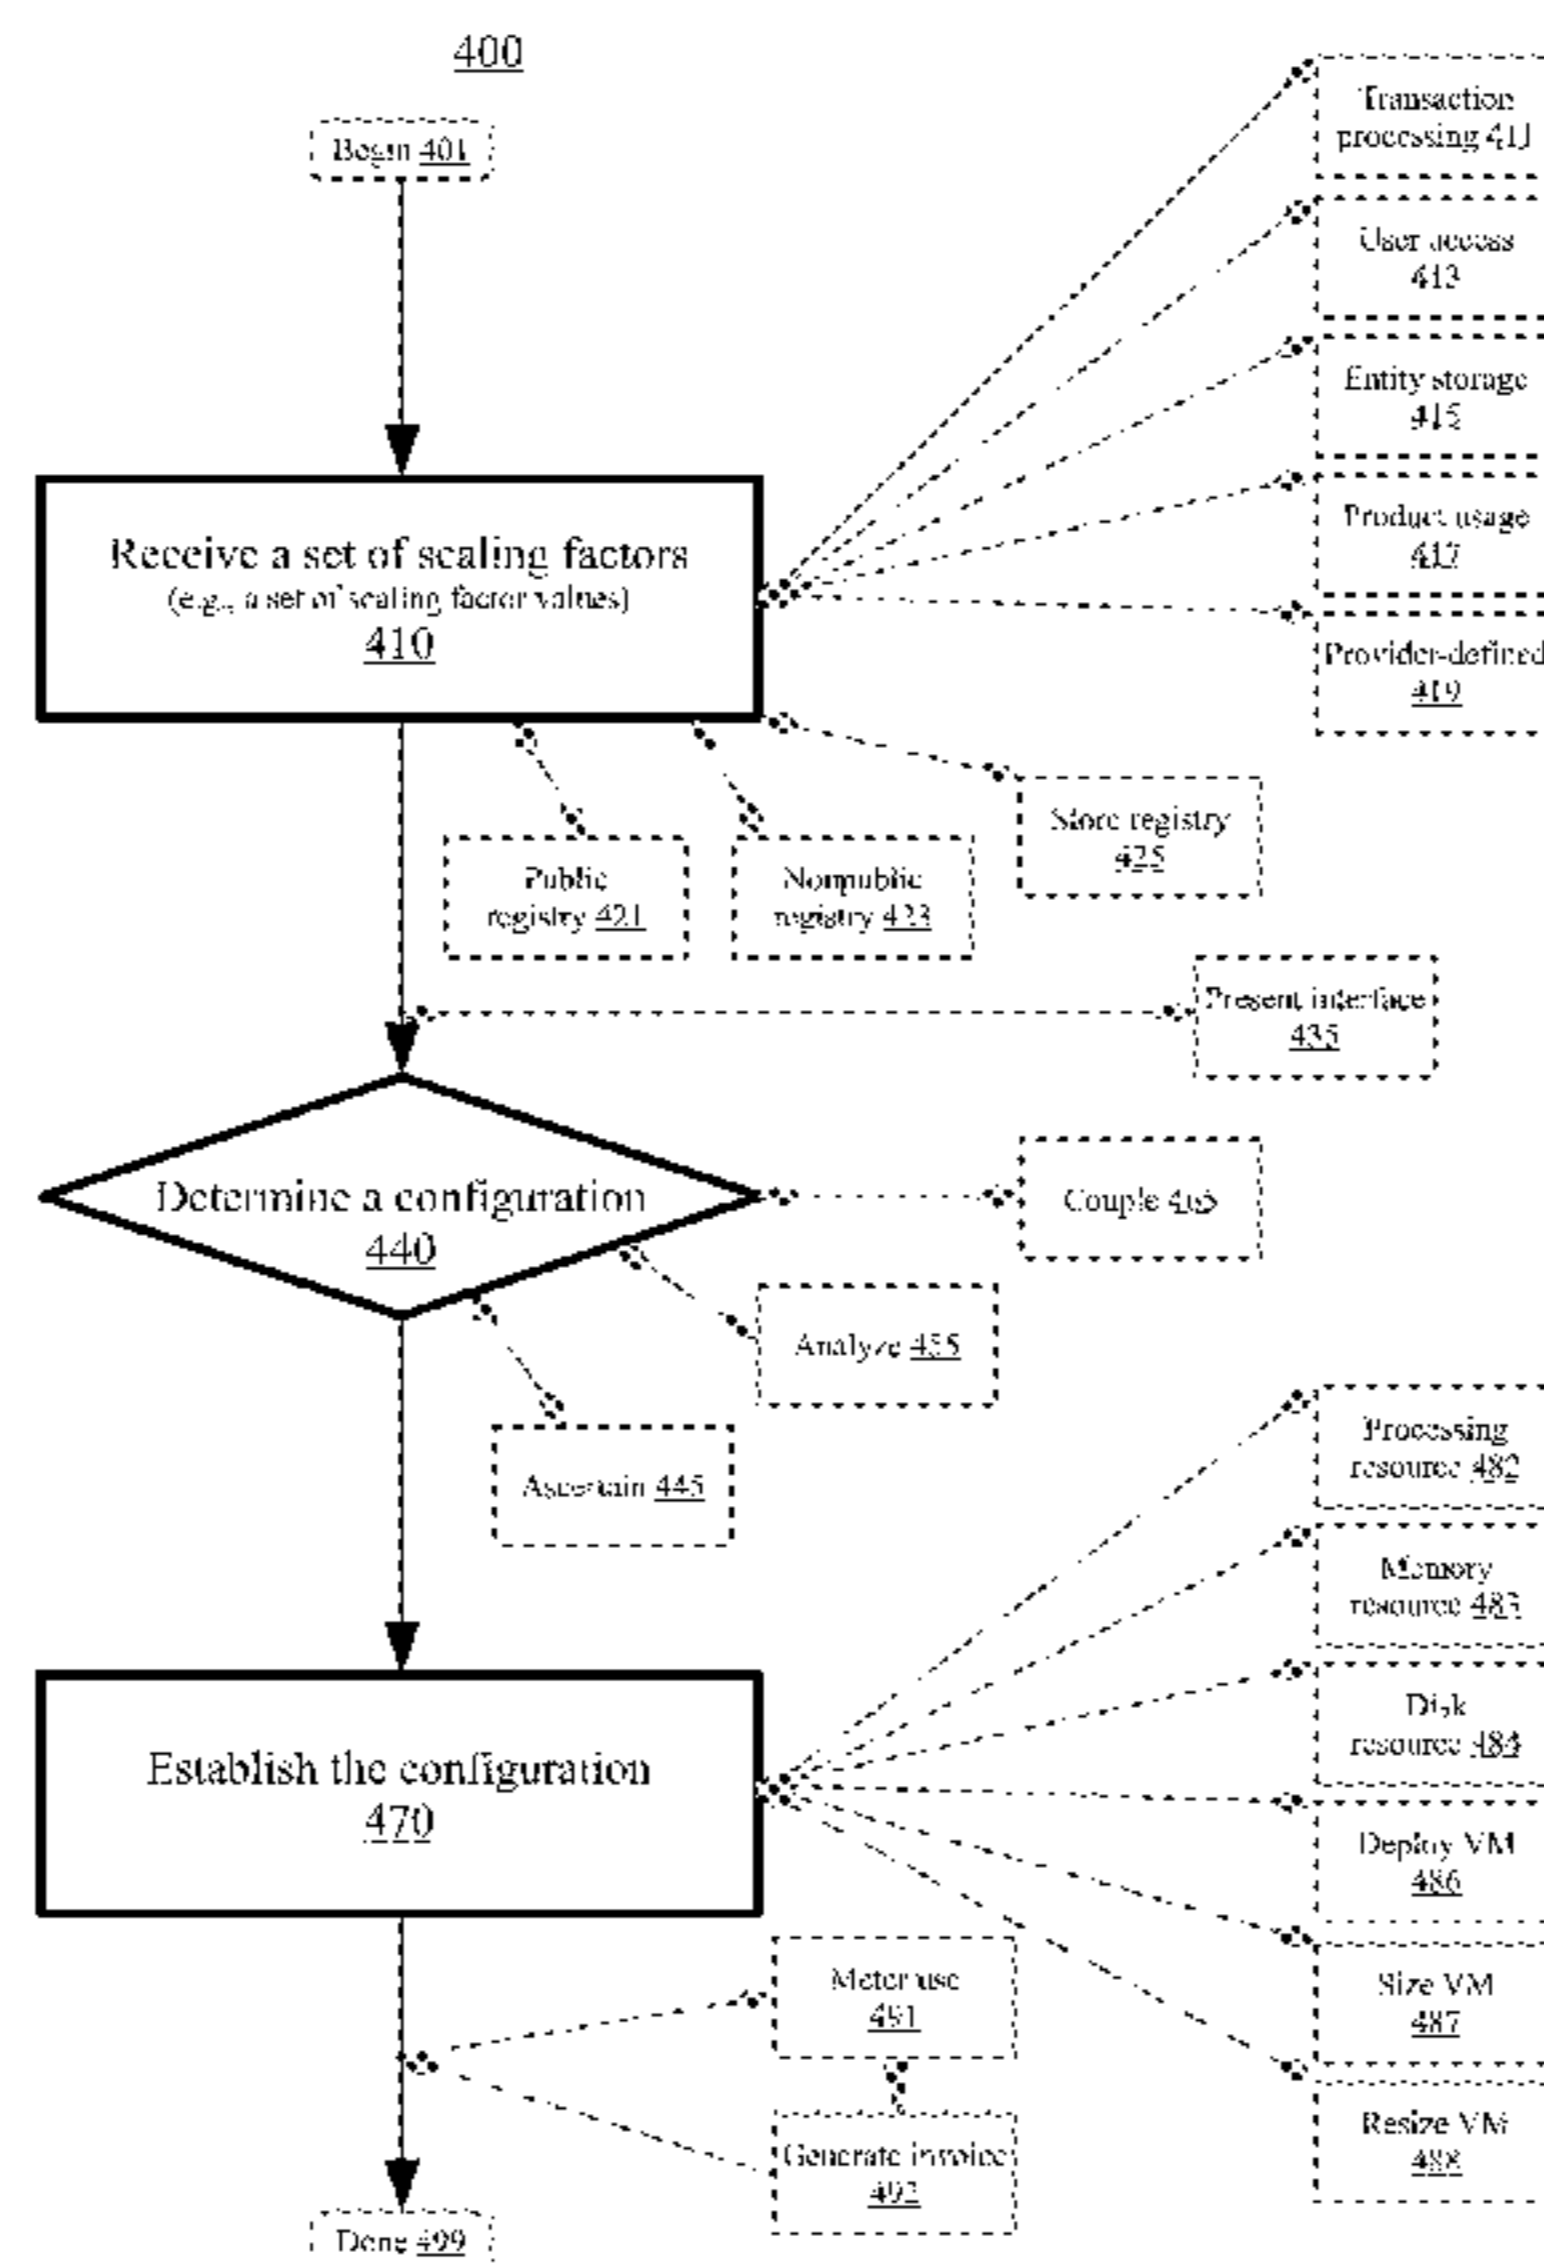 400
Begin 401
Transaction
processing 411
User access
413
Entity storage
415
Product usage
417
Provider-defined
419
Receive a set of scaling factors
(e.g., a set of scaling factor values)
410
Store registry
425
Public
registry 421
Nonpublic
registry 423
Present interface
435
Determine a configuration
440
Couple 465
Analyze 455
Ascertain 445
Processing
resource 482
Memory
resource 483
Disk
resource 484
Establish the configuration
470
Deploy VM
486
Size VM
487
Resize VM
488
Meter use
491
Generate invoice
492
Done 499